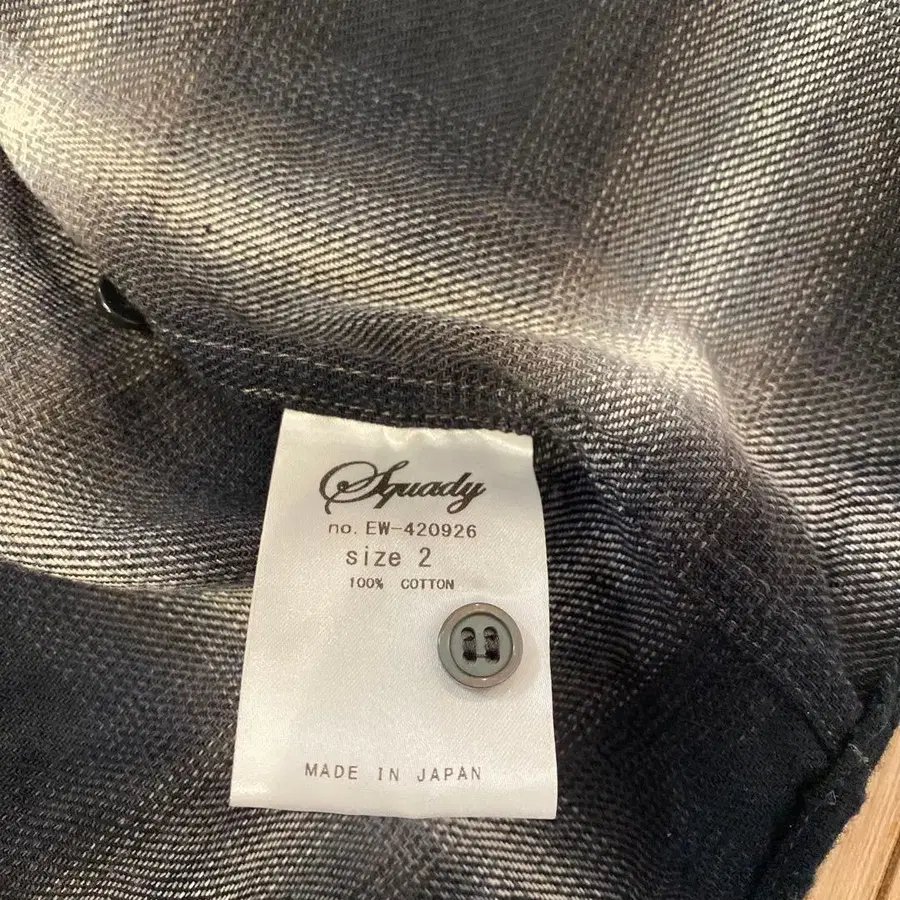 Squady
no. EW-420926
size 2
100% COTTON
MADE IN JAPAN